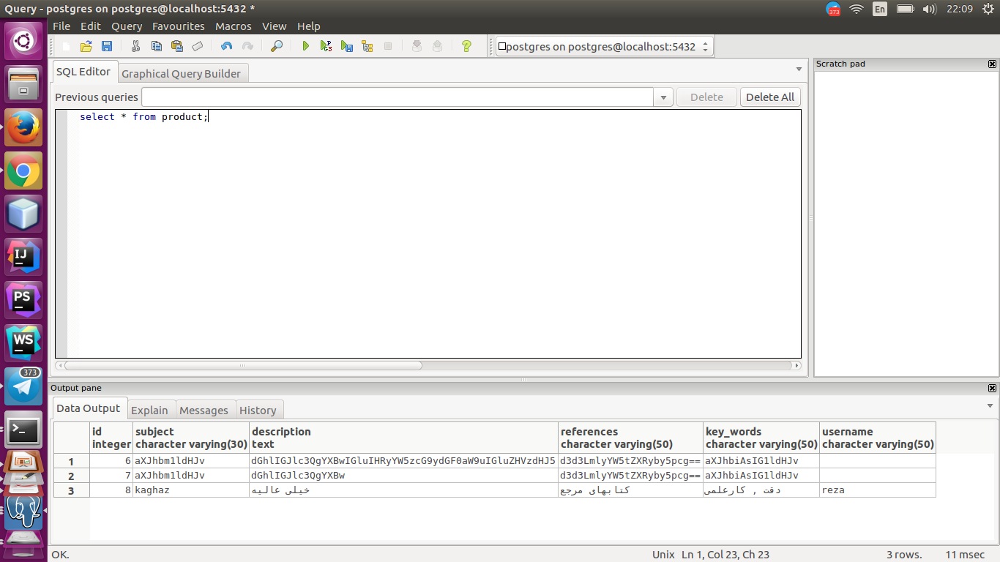 Query - postgres on postgres@localhost:5432 *
373
En
22:09
File Edit Query Favourites Macros View Help
postgres on postgres@localhost:5432
SQL Editor
Graphical Query Builder
Scratch pad
Previous queries
Delete
Delete All
select * from product;
IJ
PS
WS
373
Output pane
Data Output
Explain
Messages
History
id subject description references key_words username
integer character varying(30) text character varying(50) character varying(50) character varying(50)
1 6 aXJhbm1ldHJv dGhlIGJlc3QgYXBwIGluIHRyYW5zcG9ydGF0aW9uIGluZHVzdHJ5 d3d3LmlyYW5tZXRyby5pcg== aXJhbiAsIG1ldHJv
2 7 aXJhbm1ldHJv dGhlIGJlc3QgYXBw d3d3LmlyYW5tZXRyby5pcg== aXJhbiAsIG1ldHJv
3 8 kaghaz خیلی عالیه کتابهای مرجع دقت , کارعلمی reza
OK.
Unix Ln 1, Col 23, Ch 23
3 rows.
11 msec